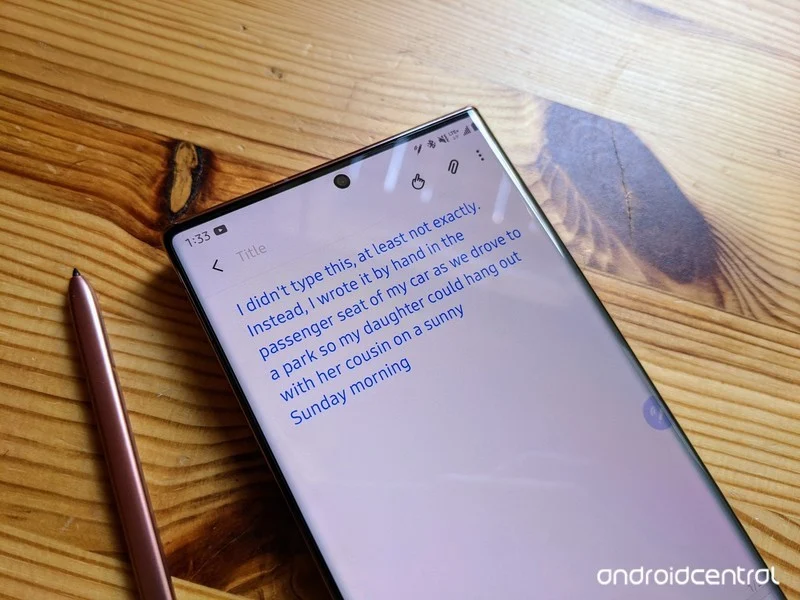 1:33
Title
I didn't type this, at least not exactly.
Instead, I wrote it by hand in the
passenger seat of my car as we drove to
a park so my daughter could hang out
with her cousin on a sunny
Sunday morning
androidcentral